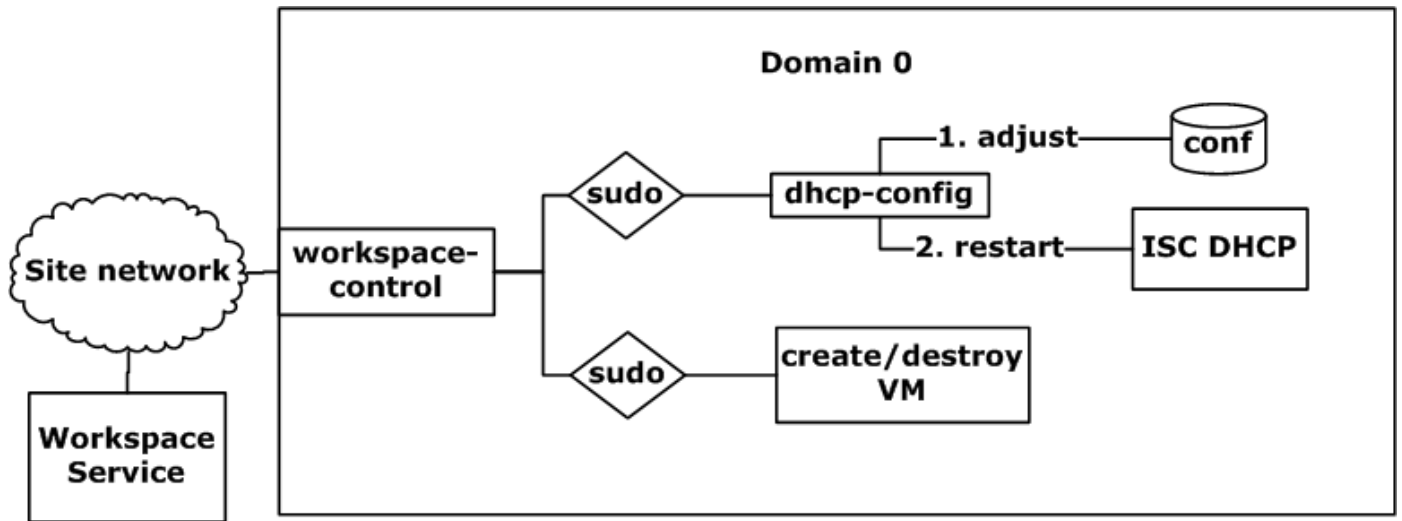 Domain 0
1. adjust
conf
sudo
dhcp-config
2. restart
ISC DHCP
Site network
workspace-
control
sudo
create/destroy
VM
Workspace
Service